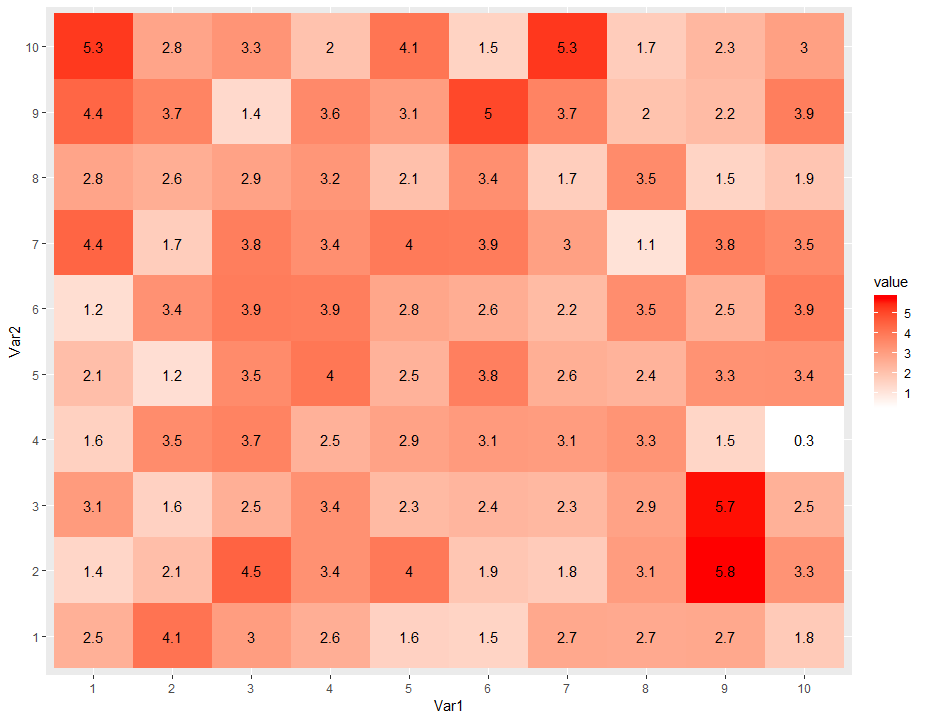 10 5.3 2.8 3.3 2 4.1 1.5 5.3 1.7 2.3 3
9 4.4 3.7 1.4 3.6 3.1 5 3.7 2 2.2 3.9
8 2.8 2.6 2.9 3.2 2.1 3.4 1.7 3.5 1.5 1.9
7 4.4 1.7 3.8 3.4 4 3.9 3 1.1 3.8 3.5
6 1.2 3.4 3.9 3.9 2.8 2.6 2.2 3.5 2.5 3.9
5 2.1 1.2 3.5 4 2.5 3.8 2.6 2.4 3.3 3.4
4 1.6 3.5 3.7 2.5 2.9 3.1 3.1 3.3 1.5 0.3
3 3.1 1.6 2.5 3.4 2.3 2.4 2.3 2.9 5.7 2.5
2 1.4 2.1 4.5 3.4 4 1.9 1.8 3.1 5.8 3.3
1 2.5 4.1 3 2.6 1.6 1.5 2.7 2.7 2.7 1.8
1 2 3 4 5 6 7 8 9 10
Var1
Var2
value
5
4
3
2
1